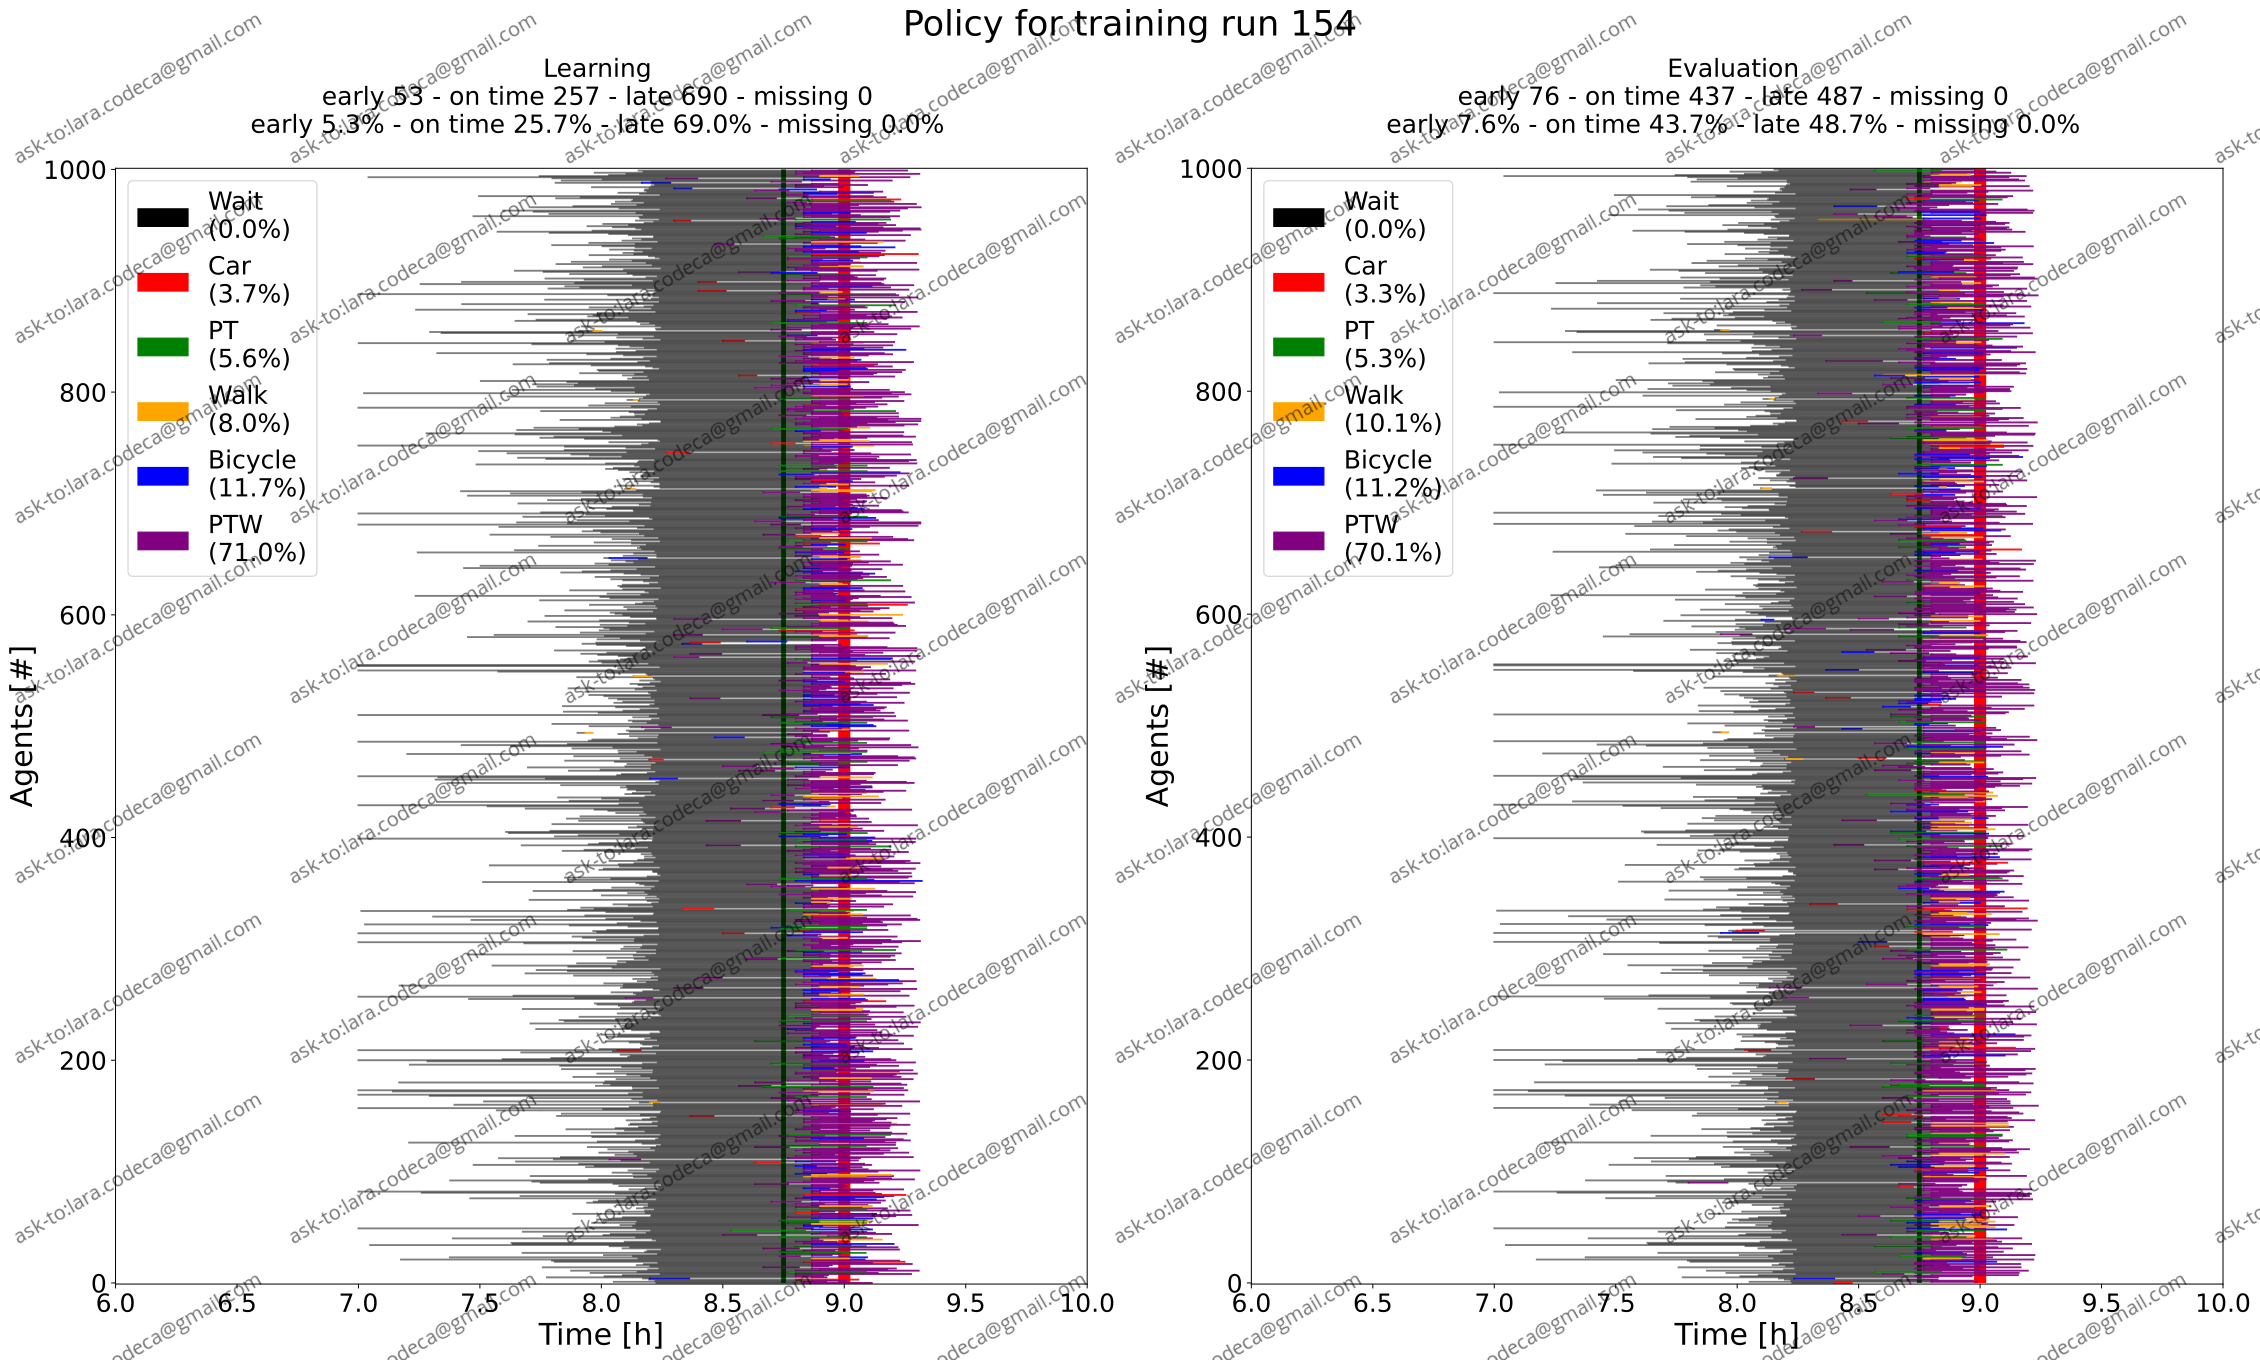 Policy for training run 154
Learning
early 53 - on time 257 - late 690 - missing 0
early 5.3% - on time 25.7% - late 69.0% - missing 0.0%
1000
800
600
400
200
0
Agents [#]
Wait
(0.0%)
Car
(3.7%)
PT
(5.6%)
Walk
(8.0%)
Bicycle
(11.7%)
PTW
(71.0%)
6.0 6.5 7.0 7.5 8.0 8.5 9.0 9.5 10.0
Time [h]
Evaluation
early 76 - on time 437 - late 487 - missing 0
early 7.6% - on time 43.7% - late 48.7% - missing 0.0%
1000
800
600
400
200
0
Agents [#]
Wait
(0.0%)
Car
(3.3%)
PT
(5.3%)
Walk
(10.1%)
Bicycle
(11.2%)
PTW
(70.1%)
6.0 6.5 7.0 7.5 8.0 8.5 9.0 9.5 10.0
Time [h]
ask-to:lara.codeca@gmail.com